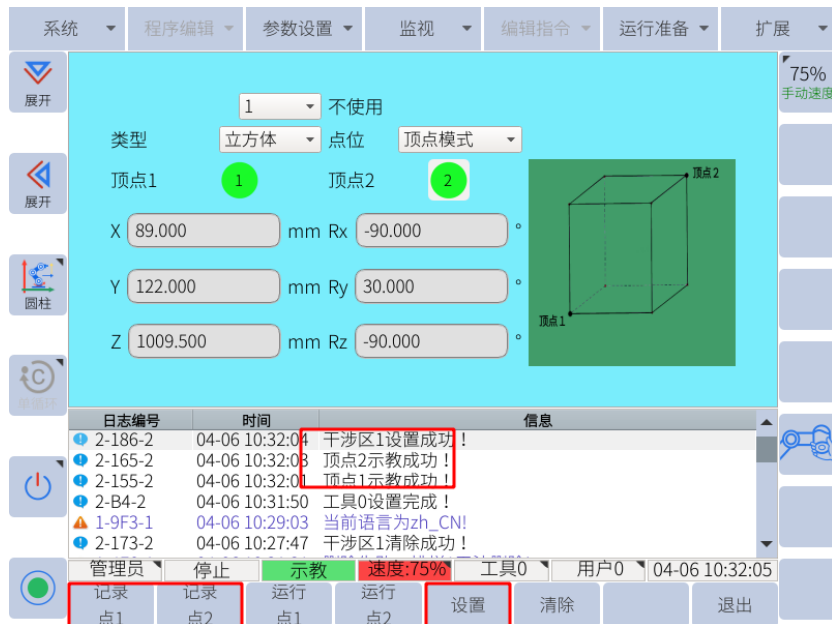 系统 程序编辑 参数设置 监视 编辑指令 运行准备 扩展
展开
75%
手动速度
1 不使用
类型 立方体 点位 顶点模式
展开
顶点1 1 顶点2 2
顶点2
X 89.000 mm Rx -90.000 °
Y 122.000 mm Ry 30.000 °
圆柱
顶点1
Z 1009.500 mm Rz -90.000 °
日志编号 时间 信息
2-186-2 04-06 10:32:04 干涉区1设置成功！
2-165-2 04-06 10:32:03 顶点2示教成功！
2-155-2 04-06 10:32:01 顶点1示教成功！
2-B4-2 04-06 10:31:50 工具0设置完成！
1-9F3-1 04-06 10:29:03 当前语言为zh_CN!
2-173-2 04-06 10:27:47 干涉区1清除成功！
管理员 停止 示教 速度:75% 工具0 用户0 04-06 10:32:05
记录点1 记录点2 运行点1 运行点2 设置 清除 退出